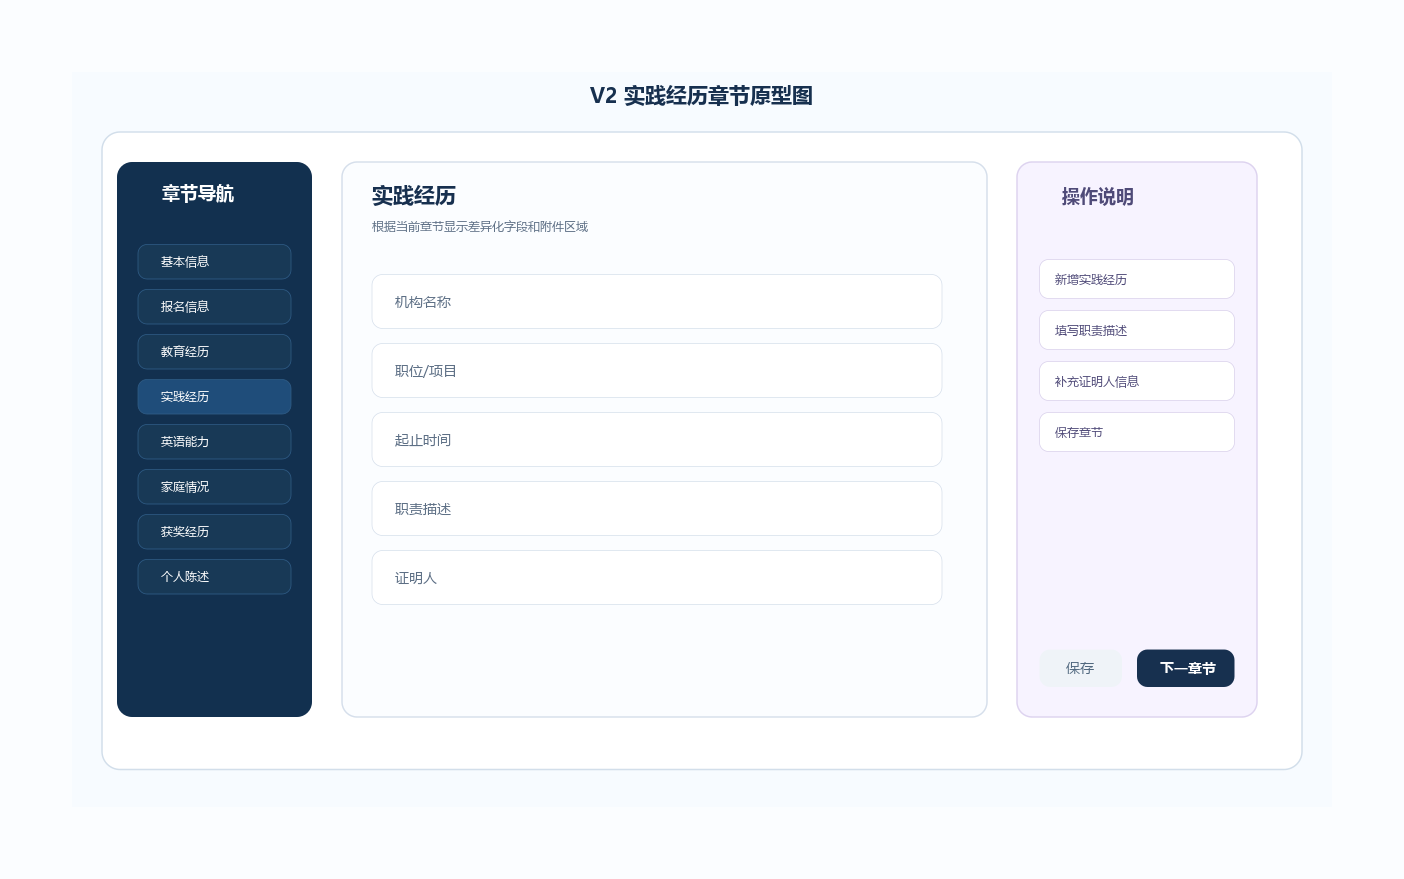 V2 实践经历章节原型图
章节导航
基本信息
报名信息
教育经历
实践经历
英语能力
家庭情况
获奖经历
个人陈述
实践经历
根据当前章节显示差异化字段和附件区域
机构名称
职位/项目
起止时间
职责描述
证明人
操作说明
新增实践经历
填写职责描述
补充证明人信息
保存章节
保存
下一章节